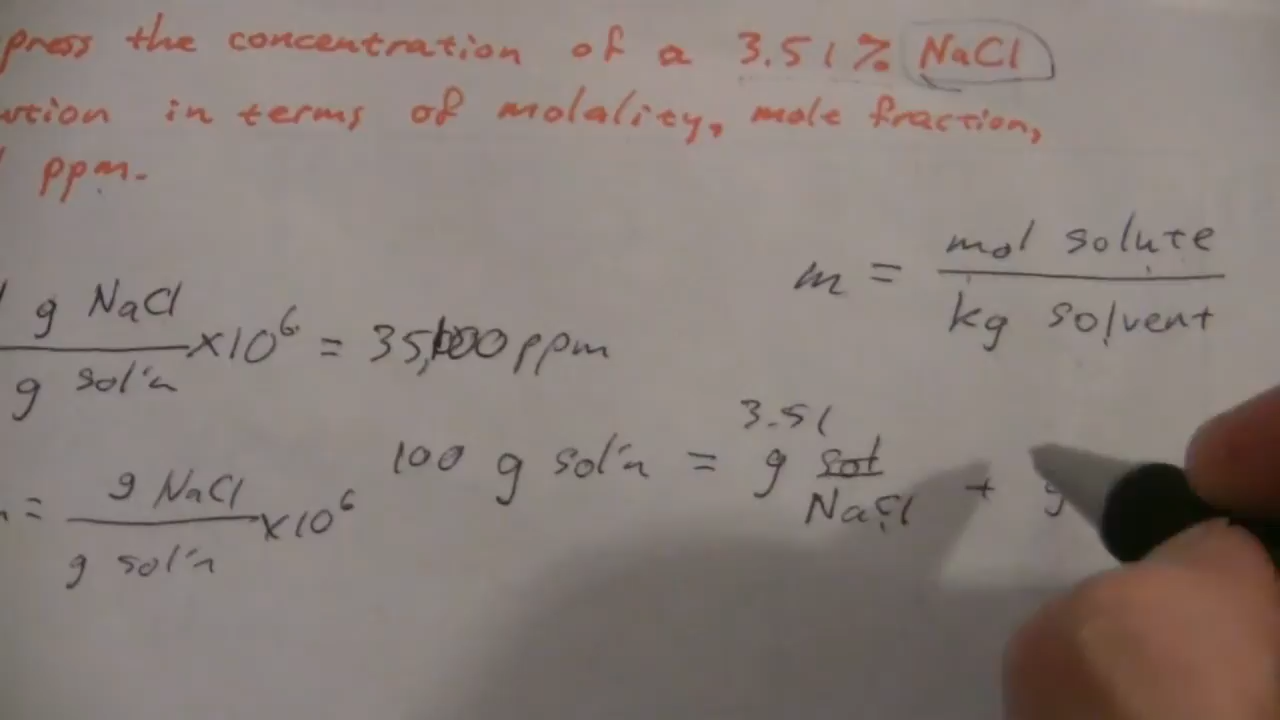 press the concentration of a 3.51% NaCl
ution in terms of molality, mole fraction,
ppm.
m = mol solute
kg solvent
g NaCl
g sol'n
×10⁶ = 35,100 ppm
100 g sol'n = 3.51 g sol NaCl + g
= g NaCl
g sol'n
×10⁶